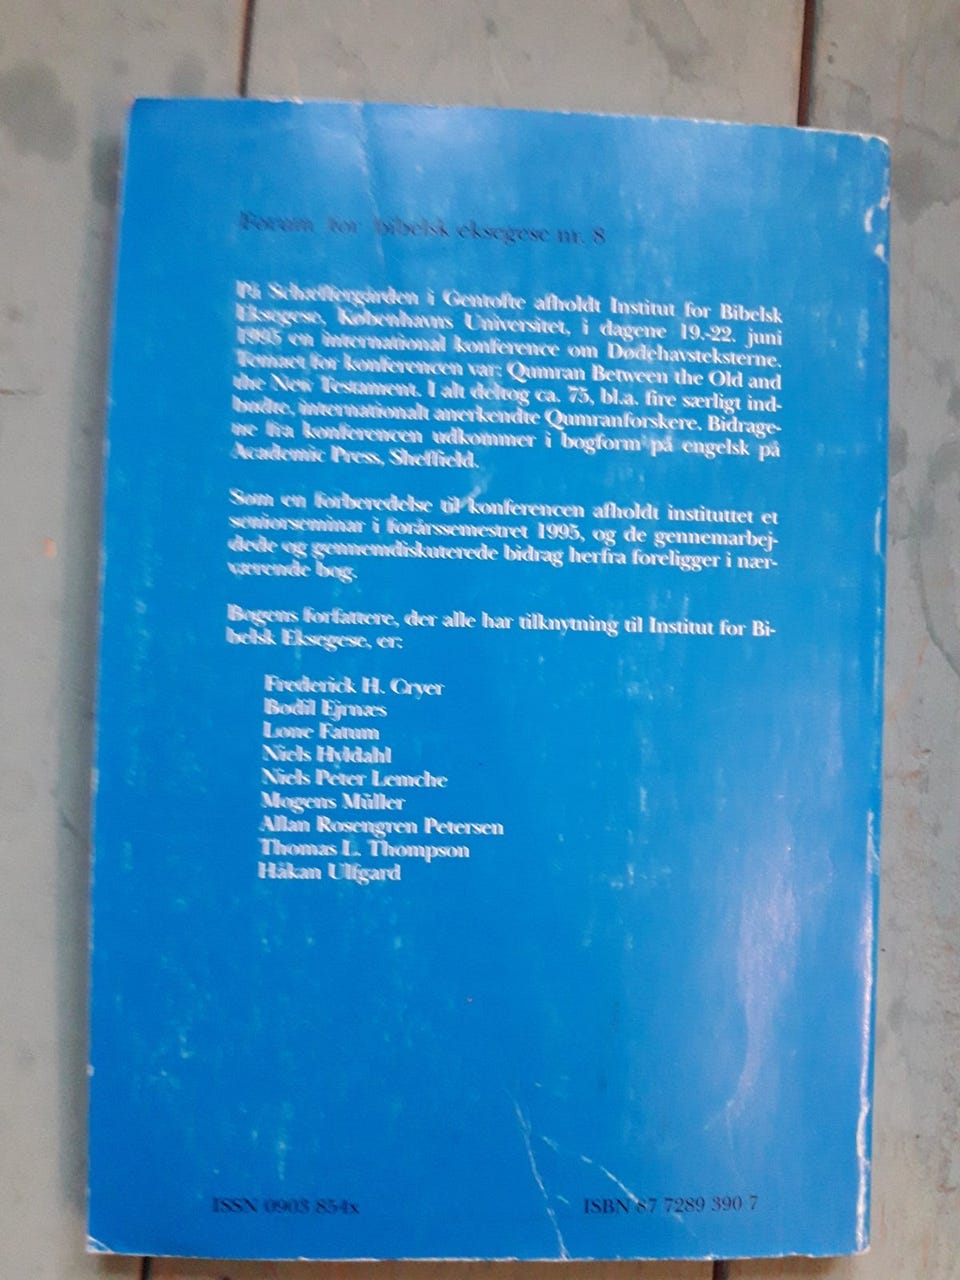 Forum for bibelsk eksegese nr. 8
På Schæffergården i Gentofte afholdt Institut for Bibelsk
Eksegese, Københavns Universitet, i dagene 19.-22. juni
1995 en international konference om Dødehavsteksterne.
Temaet for konferencen var: Qumran Between the Old and
the New Testament. I alt deltog ca. 75, bl.a. fire særligt ind-
budte, internationalt anerkendte Qumranforskere. Bidrage-
ne fra konferencen udkommer i bogform på engelsk på
Academic Press, Sheffield.
Som en forberedelse til konferencen afholdt instituttet et
seniorseminar i forårssemestret 1995, og de gennemarbej-
dede og gennemdiskuterede bidrag herfra foreligger i nær-
værende bog.
Bogens forfattere, der alle har tilknytning til Institut for Bi-
belsk Eksegese, er:
Frederick H. Cryer
Bodil Ejrnæs
Lone Fatum
Niels Hyldahl
Niels Peter Lemche
Mogens Müller
Allan Rosengren Petersen
Thomas L. Thompson
Håkan Ulfgard
ISSN 0903 854x
ISBN 87 7289 390 7